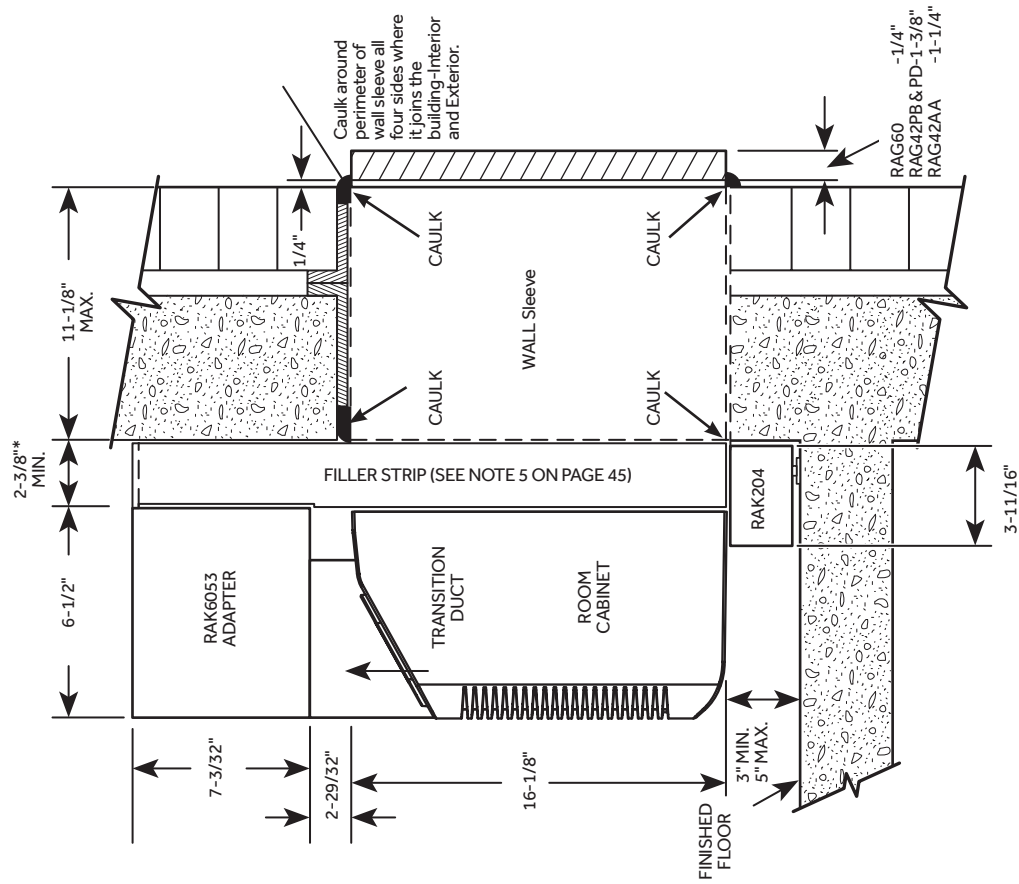 11-1/8"
MAX.
2-3/8"*
MIN.
6-1/2"
Caulk around
perimeter of
wall sleeve all
four sides where
it joins the
building-Interior
and Exterior.
1/4"
RAK6053
ADAPTER
7-3/32"
2-29/32"
FILLER STRIP (SEE NOTE 5 ON PAGE 45)
CAULK
CAULK
WALL Sleeve
CAULK
CAULK
TRANSITION
DUCT
ROOM
CABINET
16-1/8"
RAG60 -1/4"
RAG42PB & PD-1-3/8"
RAG42AA -1-1/4"
RAK204
3" MIN.
5" MAX.
FINISHED
FLOOR
3-11/16"